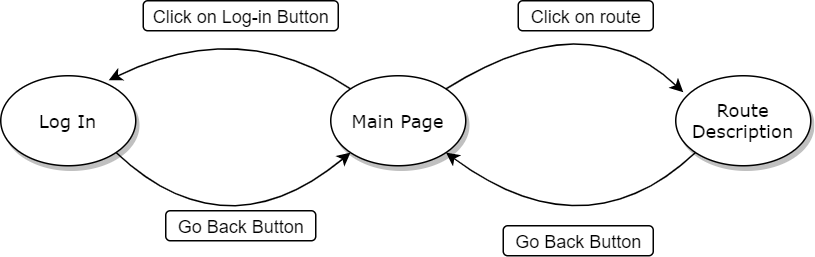 Click on Log-in Button
Click on route
Log In
Main Page
Route
Description
Go Back Button
Go Back Button